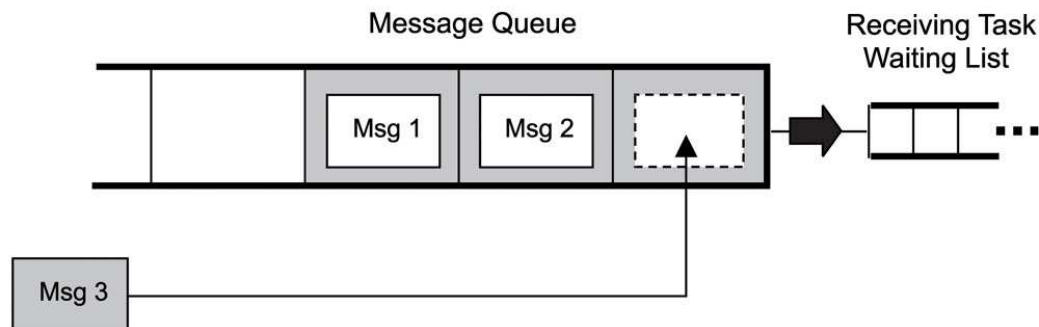 Message Queue
Receiving Task
Waiting List
Msg 1
Msg 2
Msg 3